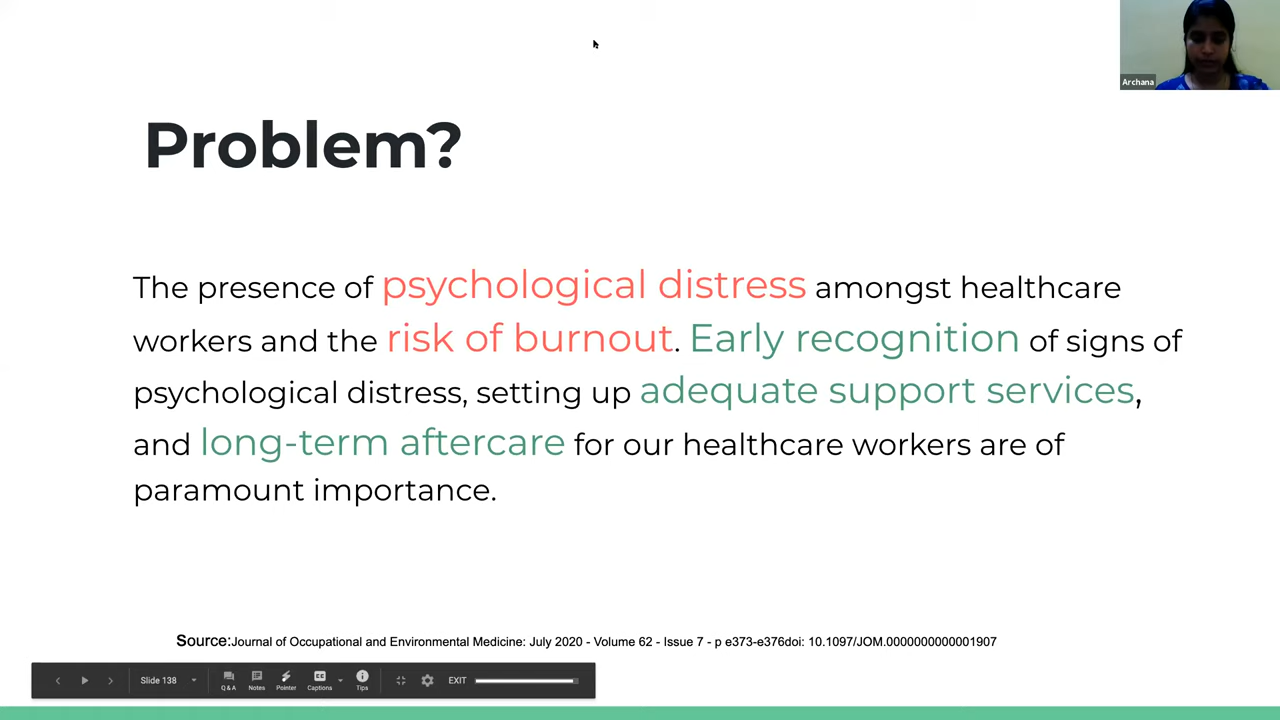 Archana
Problem?
The presence of psychological distress amongst healthcare
workers and the risk of burnout. Early recognition of signs of
psychological distress, setting up adequate support services,
and long-term aftercare for our healthcare workers are of
paramount importance.
Source:Journal of Occupational and Environmental Medicine: July 2020 - Volume 62 - Issue 7 - p e373-e376doi: 10.1097/JOM.0000000000001907
Slide 138 Q & A Notes Pointer Captions Tips EXIT